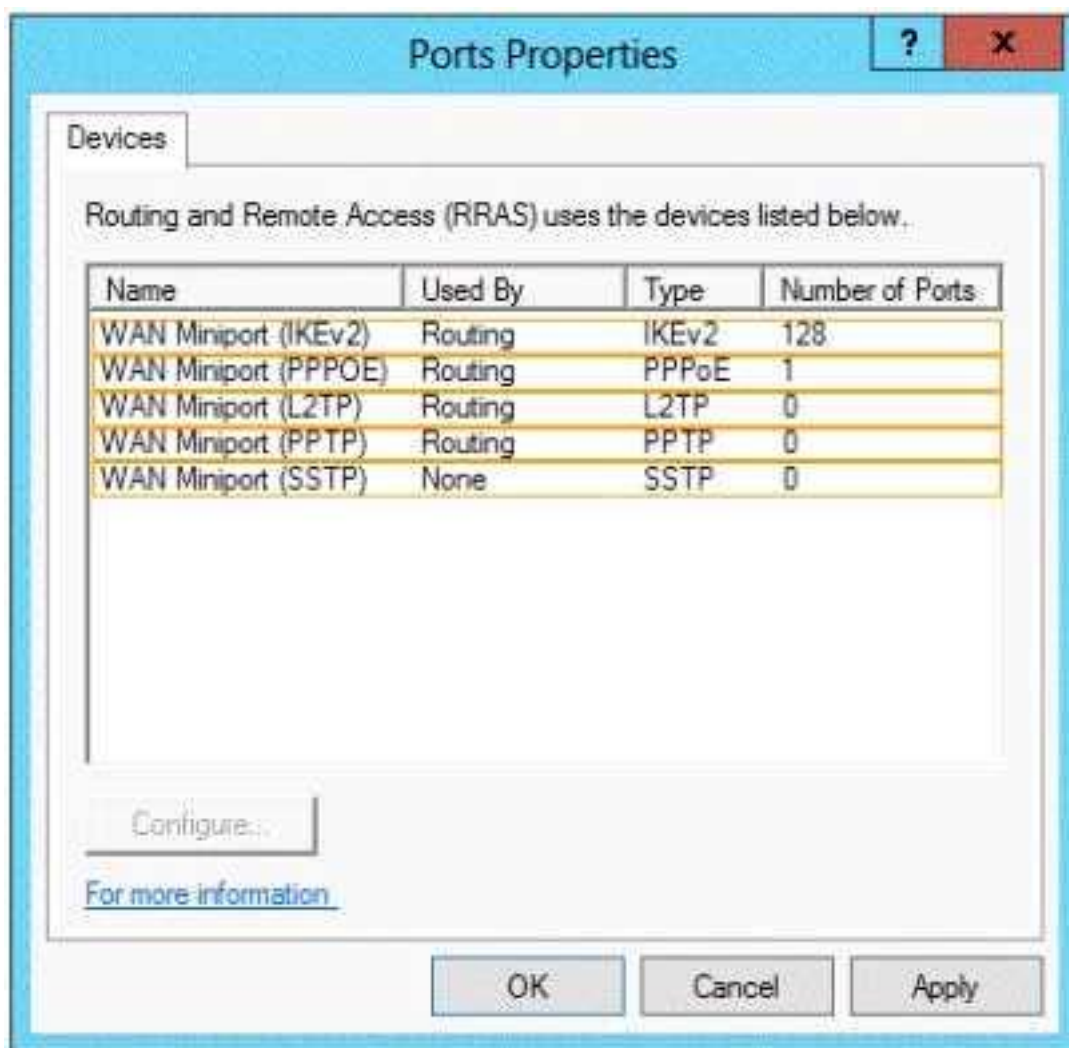 Ports Properties
?
x
Devices
Routing and Remote Access (RRAS) uses the devices listed below.
Name Used By Type Number of Ports
WAN Miniport (IKEv2) Routing IKEv2 128
WAN Miniport (PPPOE) Routing PPPoE 1
WAN Miniport (L2TP) Routing L2TP 0
WAN Miniport (PPTP) Routing PPTP 0
WAN Miniport (SSTP) None SSTP 0
Configure...
For more information
OK Cancel Apply